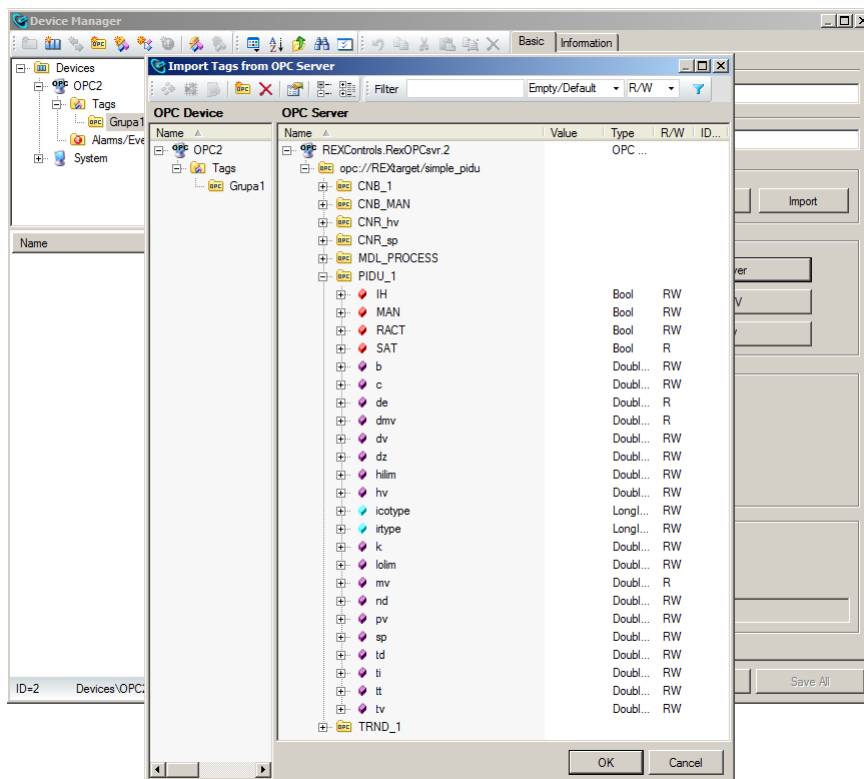 Device Manager
Basic Information
Devices
OPC2
Tags
Grupa1
Alarms/Eve
System
Name
ID=2 Devices\OPC2
Import
ver
V
Save All
Import Tags from OPC Server
Filter Empty/Default R/W
OPC Device OPC Server
Name Name Value Type R/W ID...
OPC2 REXControls.RexOPCsvr.2 OPC ...
Tags opc://REXtarget/simple_pidu
Grupa1 CNB_1
CNB_MAN
CNR_hv
CNR_sp
MDL_PROCESS
PIDU_1
IH Bool RW
MAN Bool RW
RACT Bool RW
SAT Bool R
b Doubl... RW
c Doubl... RW
de Doubl... R
dmv Doubl... R
dv Doubl... RW
dz Doubl... RW
hilim Doubl... RW
hv Doubl... RW
icotype LongI... RW
irtype LongI... RW
k Doubl... RW
lolim Doubl... RW
mv Doubl... R
nd Doubl... RW
pv Doubl... RW
sp Doubl... RW
td Doubl... RW
ti Doubl... RW
tt Doubl... RW
tv Doubl... RW
TRND_1
OK Cancel